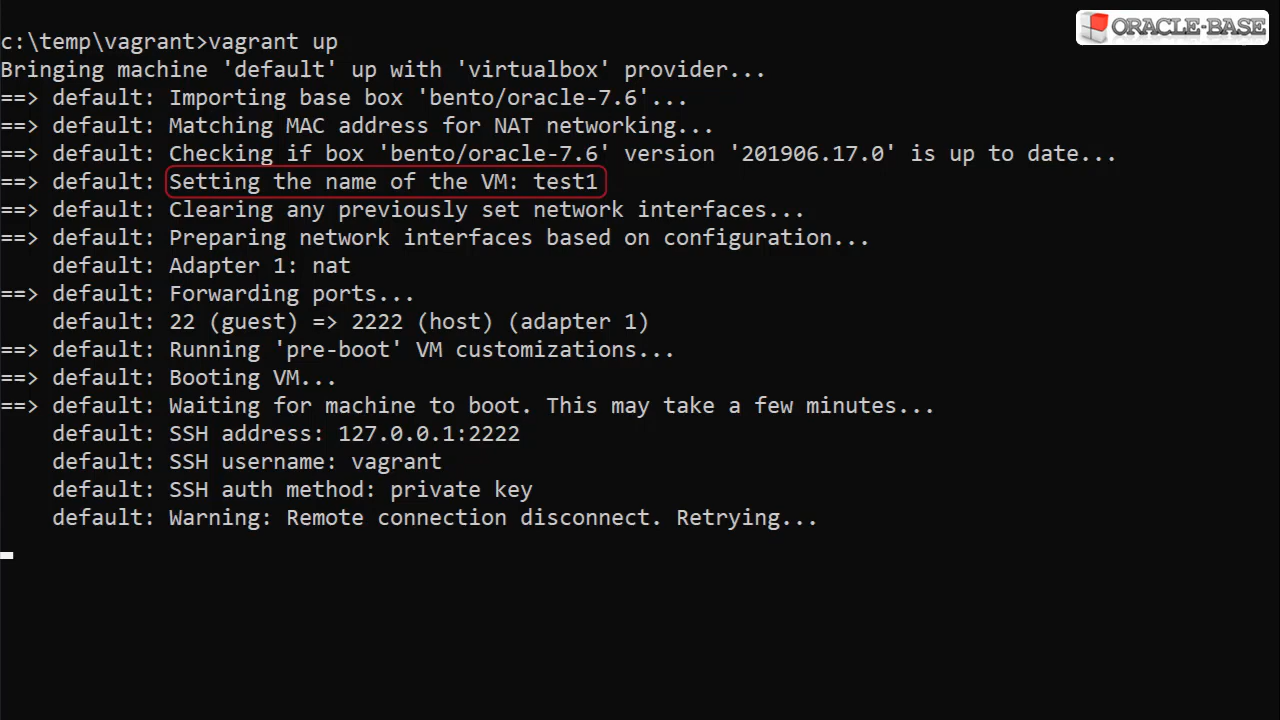 ORACLE-BASE
c:\temp\vagrant>vagrant up
Bringing machine 'default' up with 'virtualbox' provider...
==> default: Importing base box 'bento/oracle-7.6'...
==> default: Matching MAC address for NAT networking...
==> default: Checking if box 'bento/oracle-7.6' version '201906.17.0' is up to date...
==> default: Setting the name of the VM: test1
==> default: Clearing any previously set network interfaces...
==> default: Preparing network interfaces based on configuration...
    default: Adapter 1: nat
==> default: Forwarding ports...
    default: 22 (guest) => 2222 (host) (adapter 1)
==> default: Running 'pre-boot' VM customizations...
==> default: Booting VM...
==> default: Waiting for machine to boot. This may take a few minutes...
    default: SSH address: 127.0.0.1:2222
    default: SSH username: vagrant
    default: SSH auth method: private key
    default: Warning: Remote connection disconnect. Retrying...